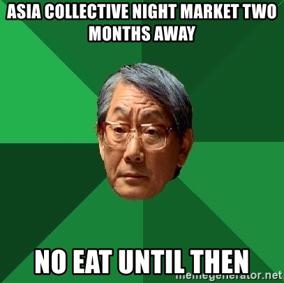 ASIA COLLECTIVE NIGHT MARKET TWO
MONTHS AWAY
NO EAT UNTIL THEN
memegenerator.net